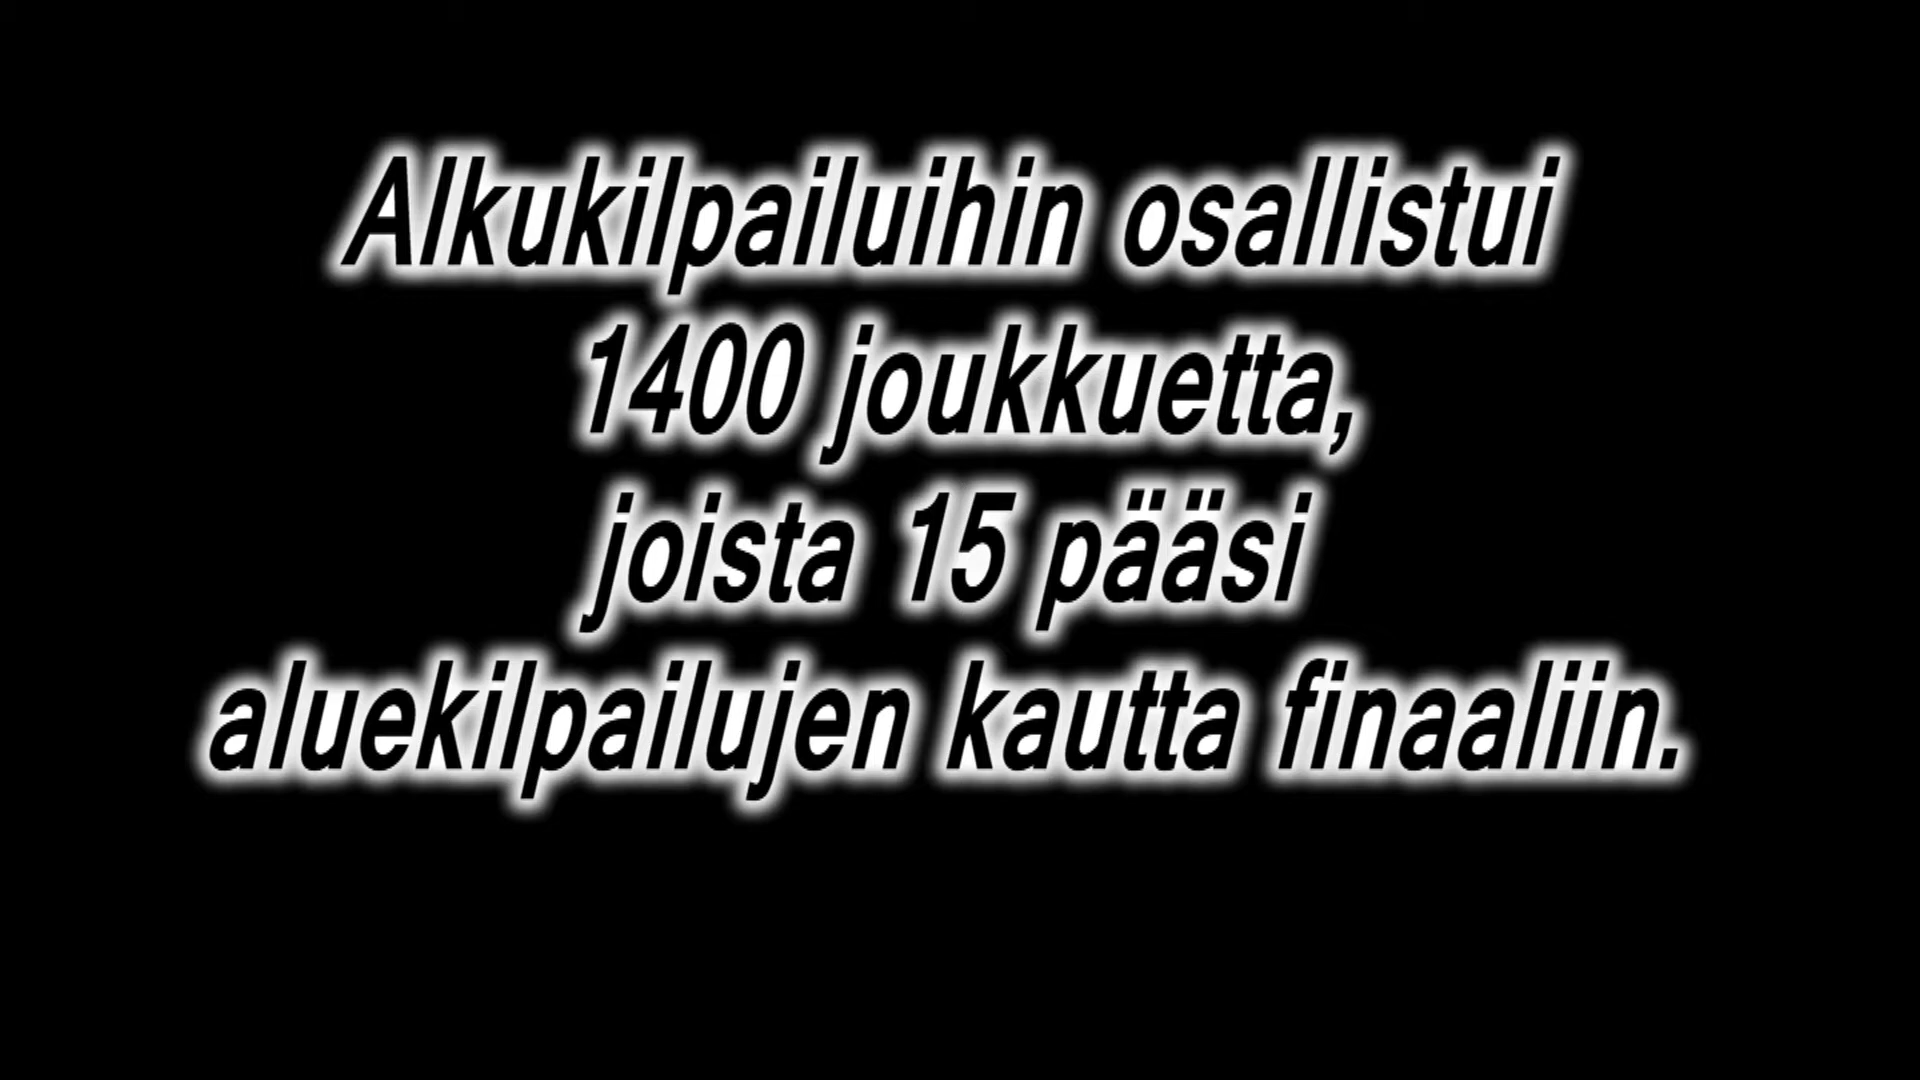 Alkukilpailuihin osallistui
1400 joukkuetta,
joista 15 pääsi
aluekilpailujen kautta finaaliin.